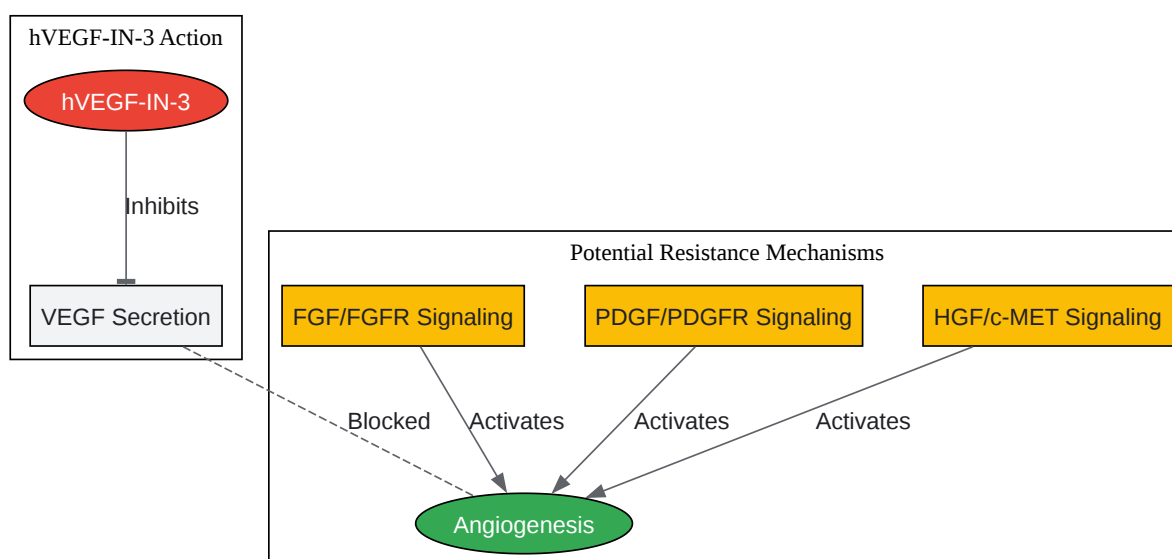 hVEGF-IN-3 Action
hVEGF-IN-3
Inhibits
Potential Resistance Mechanisms
VEGF Secretion
FGF/FGFR Signaling
PDGF/PDGFR Signaling
HGF/c-MET Signaling
Blocked
Activates
Activates
Activates
Angiogenesis